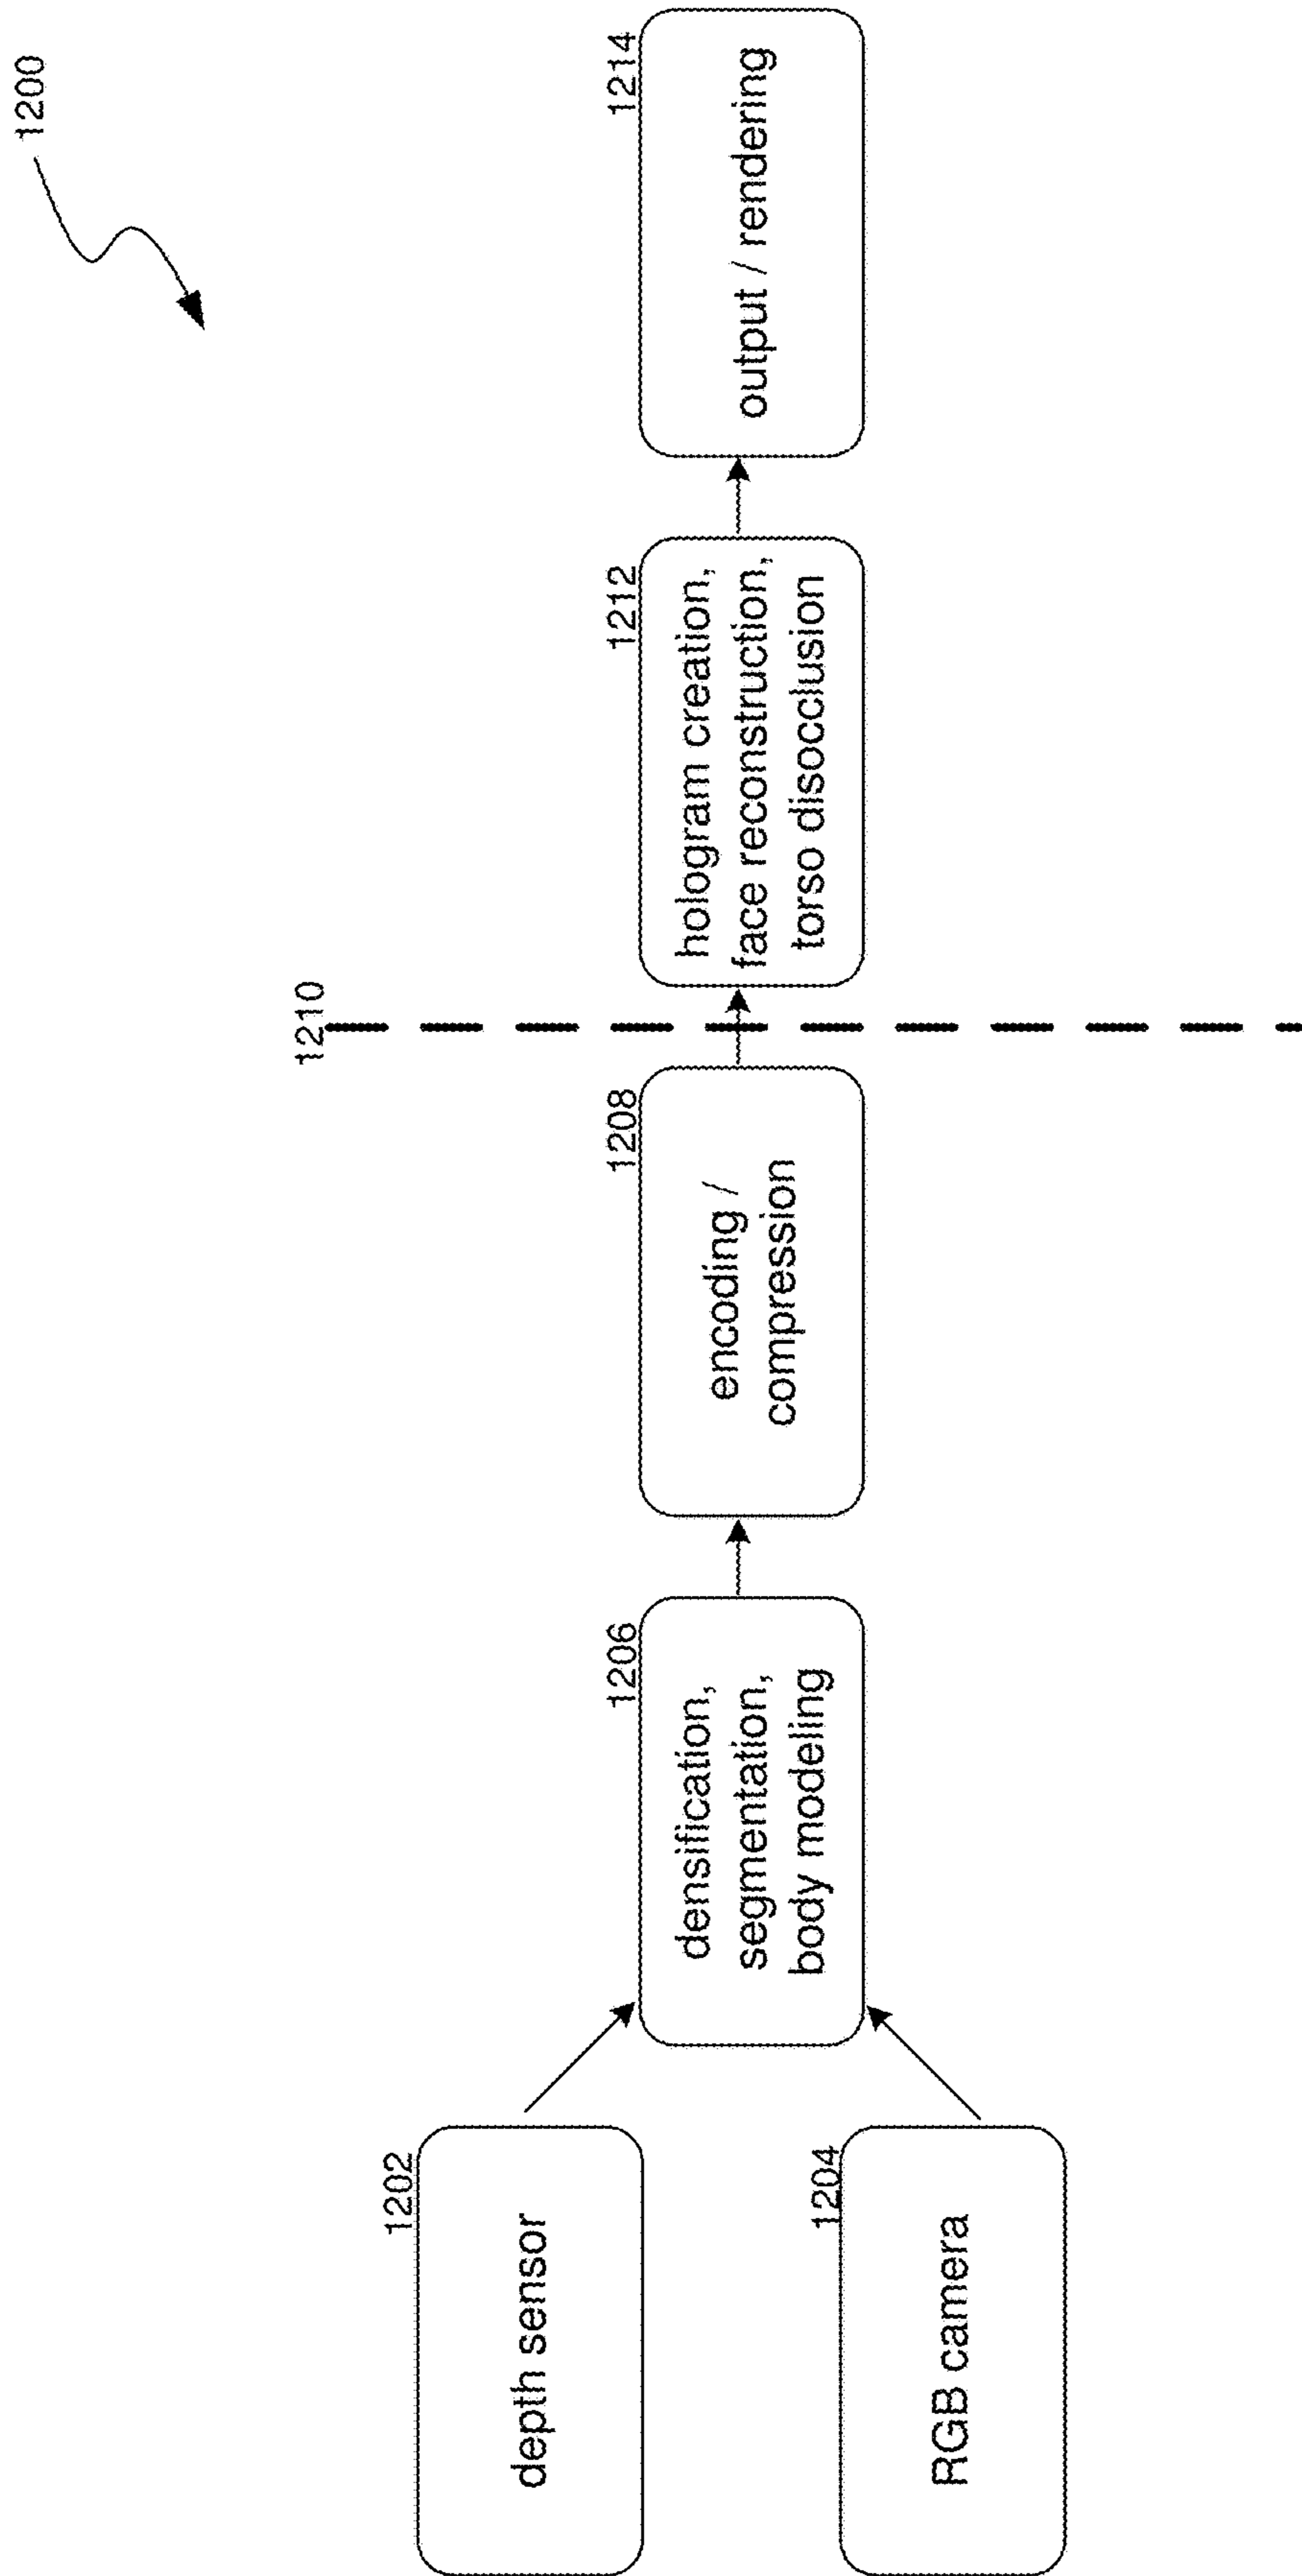 1200
1202
depth sensor
1204
RGB camera
1206
densification,
segmentation,
body modeling
1208
encoding /
compression
1210
1212
hologram creation,
face reconstruction,
torso disocclusion
1214
output / rendering